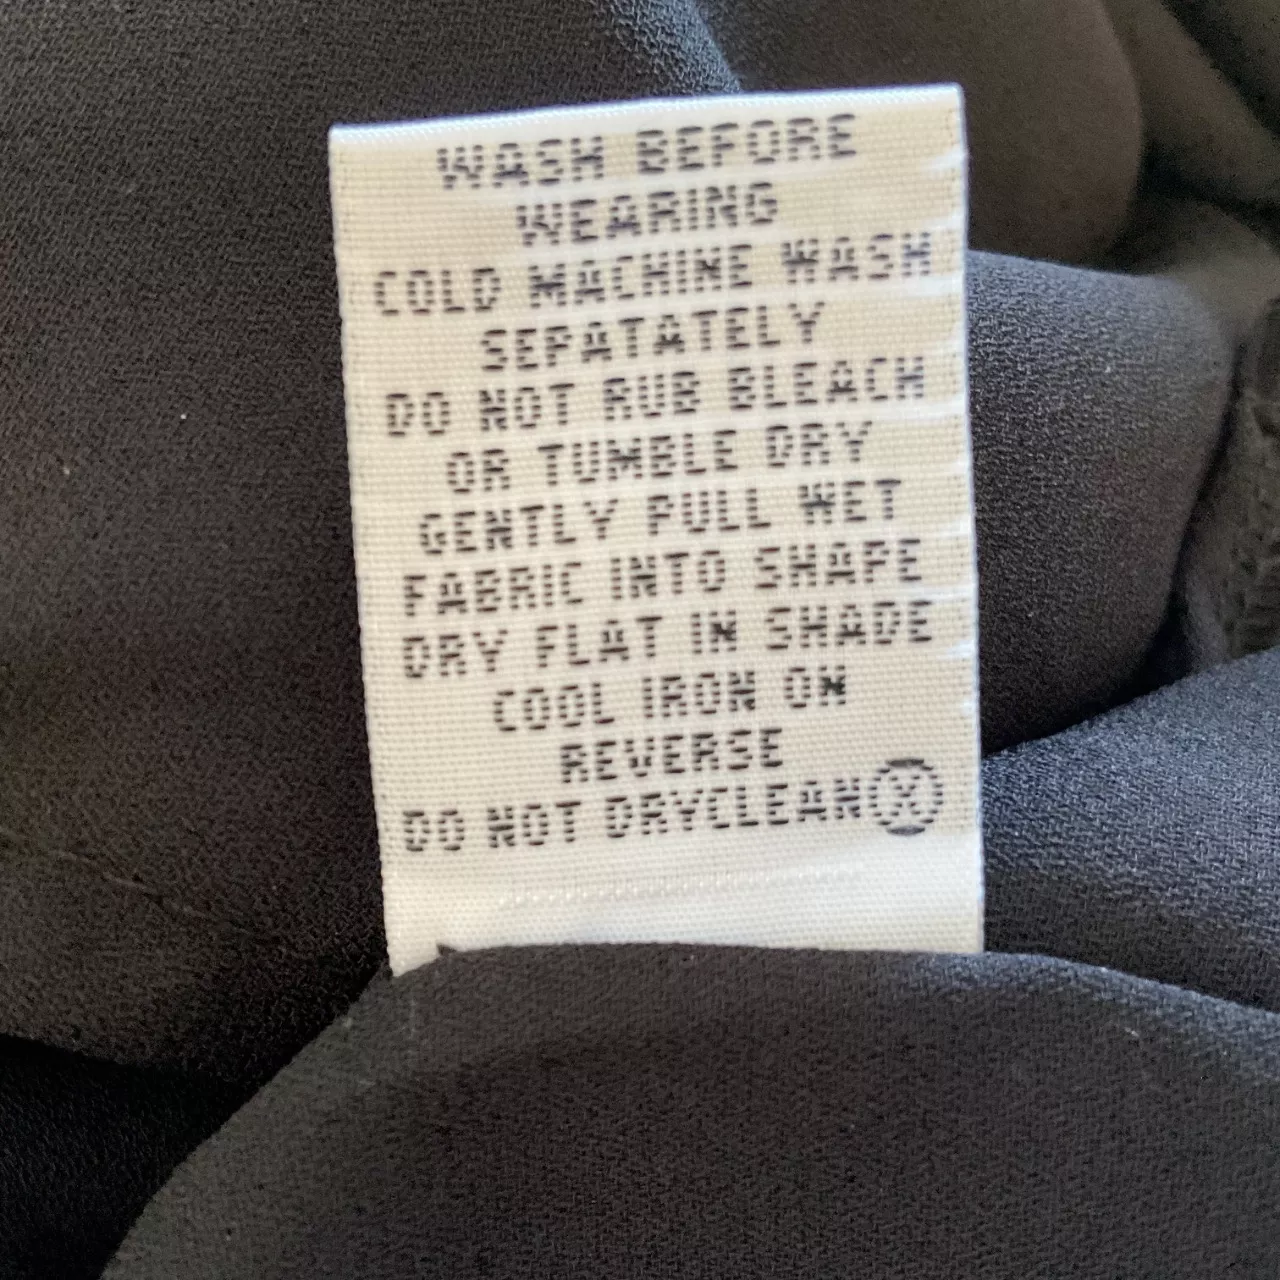 WASH BEFORE
WEARING
COLD MACHINE WASH
SEPATATELY
DO NOT RUB BLEACH
OR TUMBLE DRY
GENTLY PULL WET
FABRIC INTO SHAPE
DRY FLAT IN SHADE
COOL IRON ON
REVERSE
DO NOT DRYCLEANⓍ